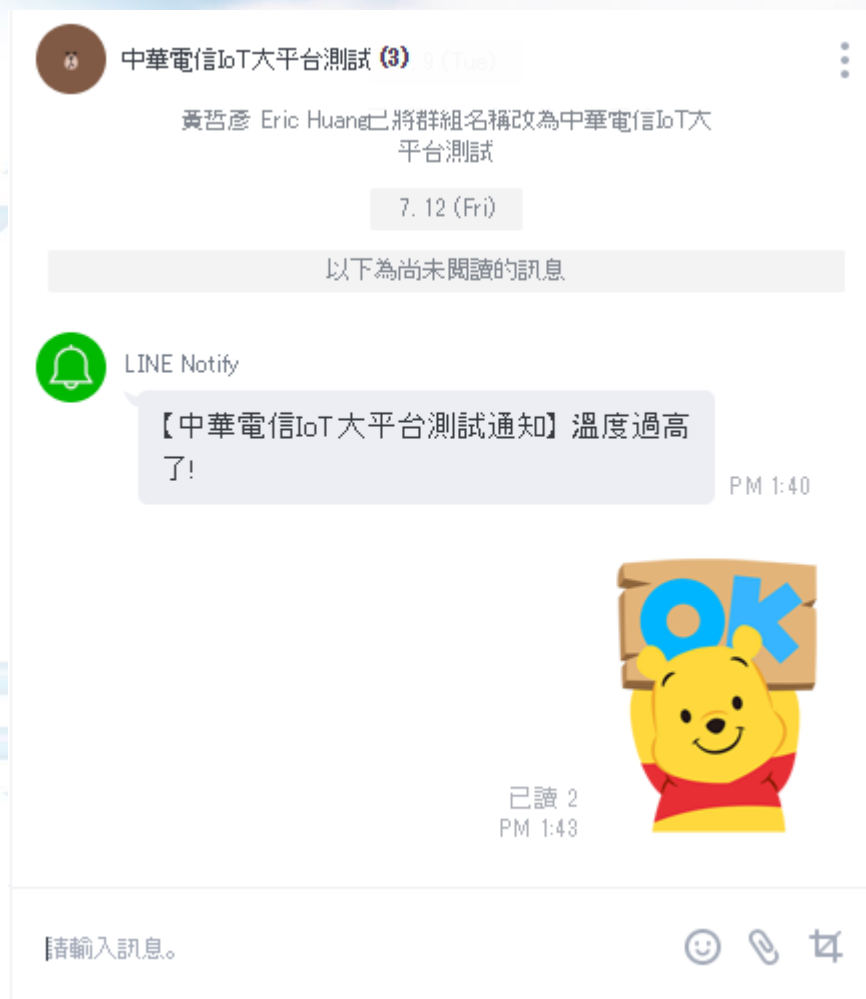 中華電信IoT大平台測試 (3)
9 (Tue)
黃哲彥 Eric Huang已將群組名稱改為中華電信IoT大
平台測試
7. 12 (Fri)
以下為尚未閱讀的訊息
LINE Notify
【中華電信IoT大平台測試通知】溫度過高
了!
PM 1:40
OK
已讀 2
PM 1:43
請輸入訊息。